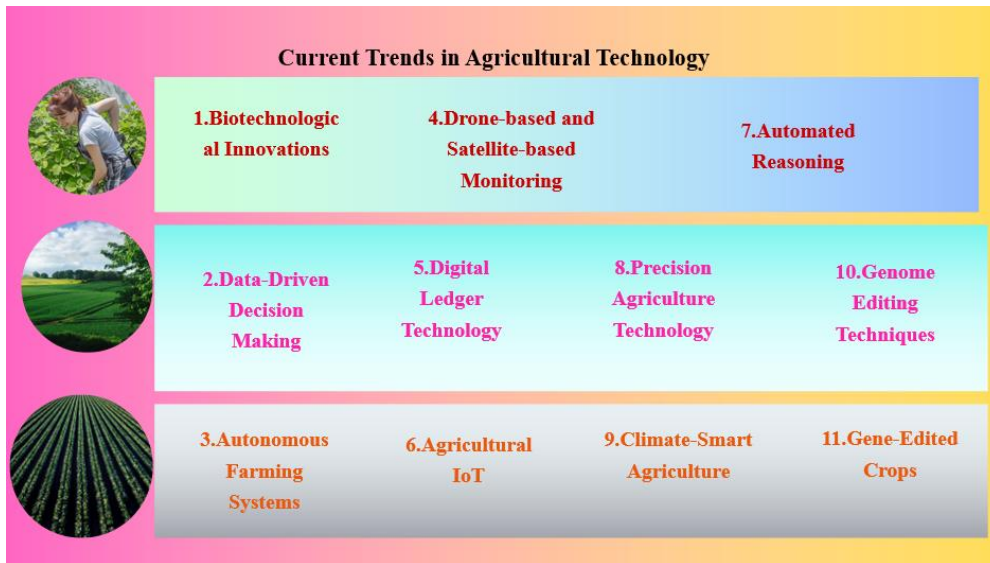 Current Trends in Agricultural Technology
1.Biotechnologic
al Innovations
4.Drone-based and
Satellite-based
Monitoring
7.Automated
Reasoning
2.Data-Driven
Decision
Making
5.Digital
Ledger
Technology
8.Precision
Agriculture
Technology
10.Genome
Editing
Techniques
3.Autonomous
Farming
Systems
6.Agricultural
IoT
9.Climate-Smart
Agriculture
11.Gene-Edited
Crops